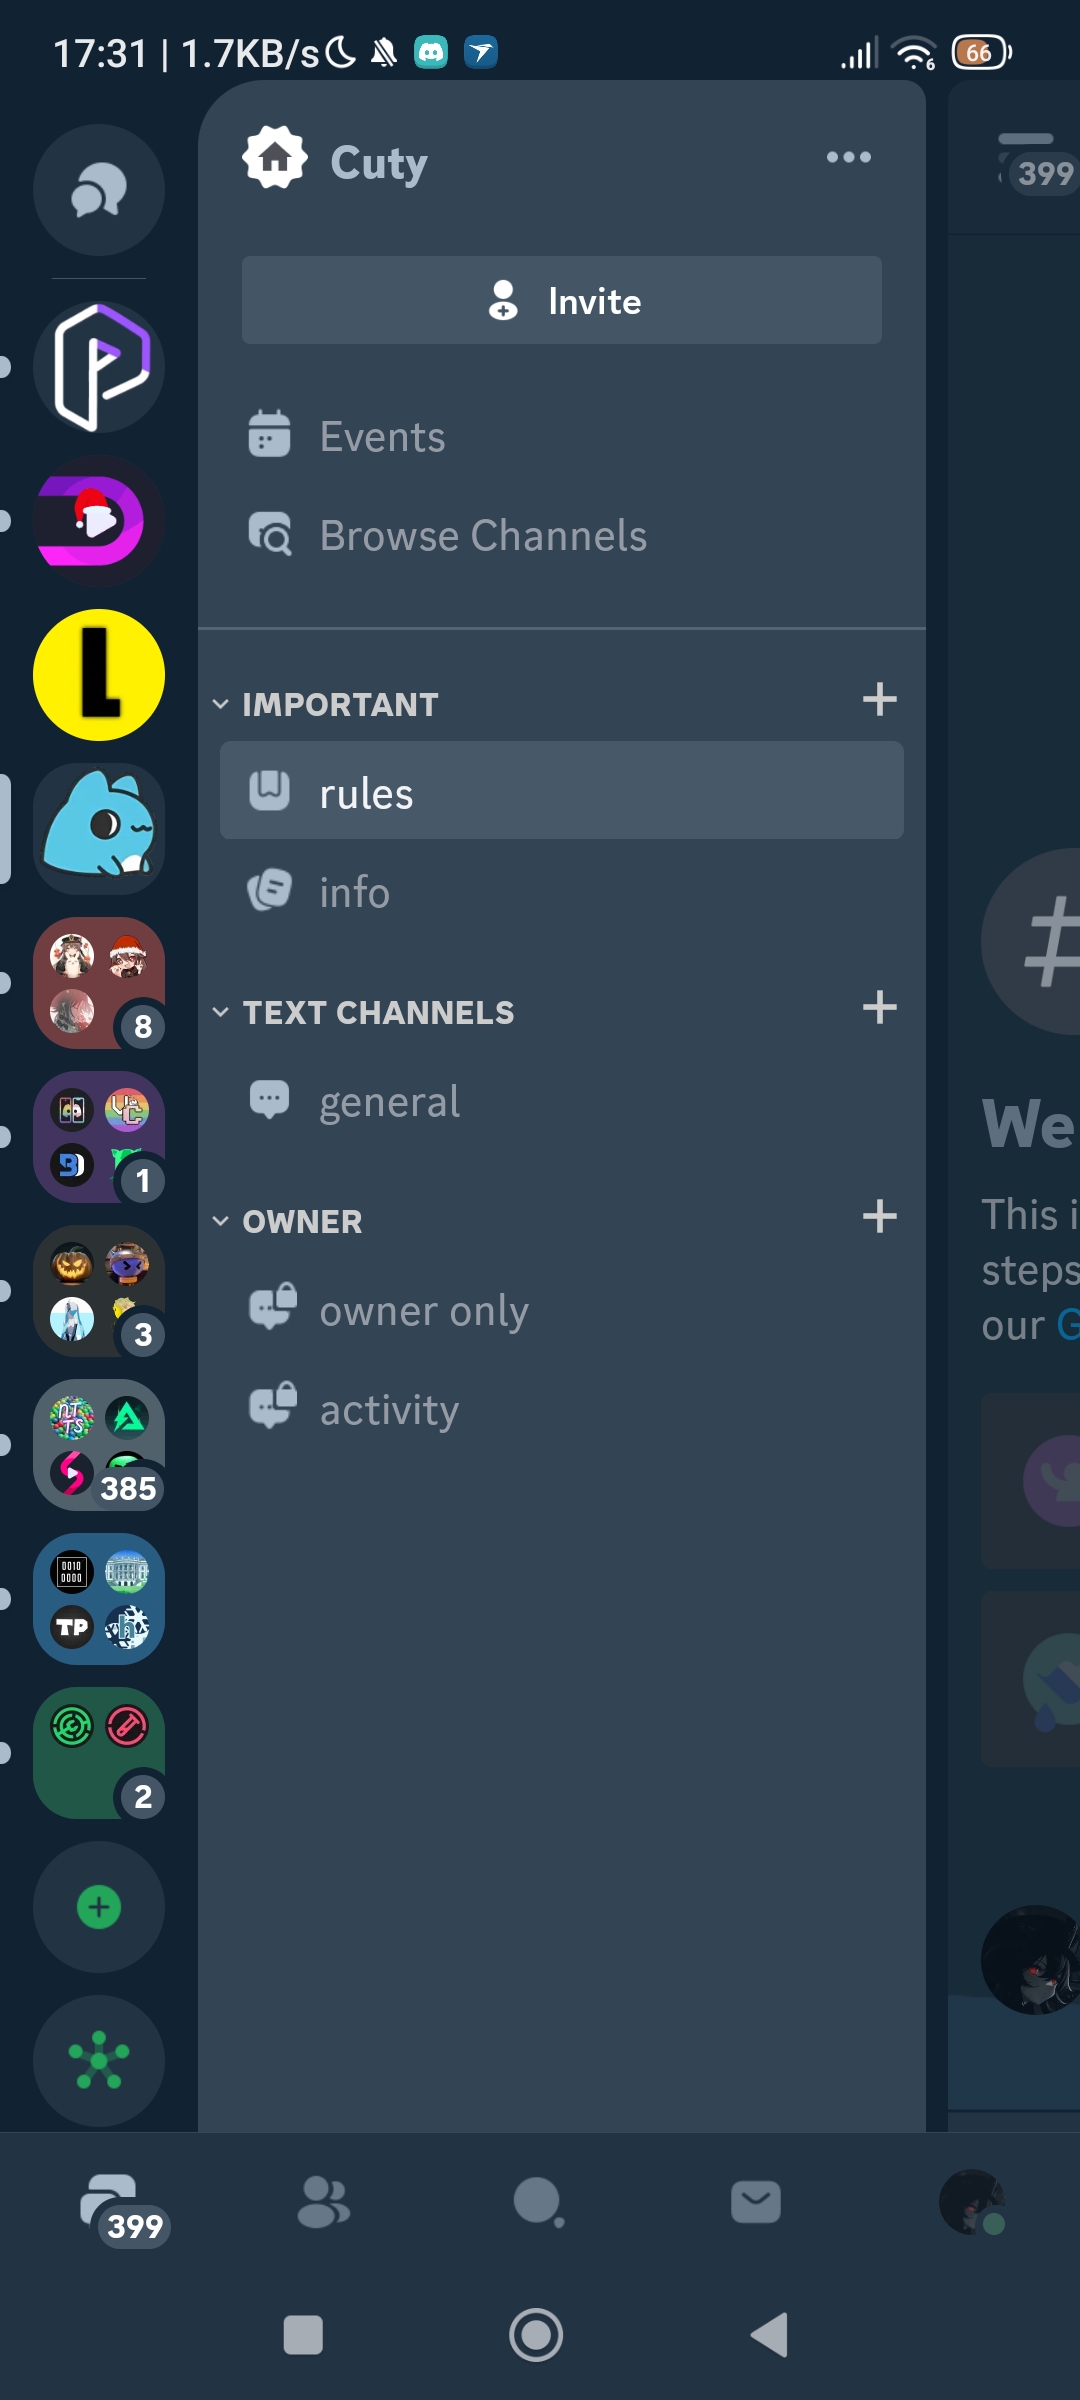 17:31 | 1.7KB/s
66
Cuty
399
Invite
Events
Browse Channels
IMPORTANT
rules
info
8
TEXT CHANNELS
general
1
We
This i
steps
our G
OWNER
owner only
3
activity
385
TP
2
399